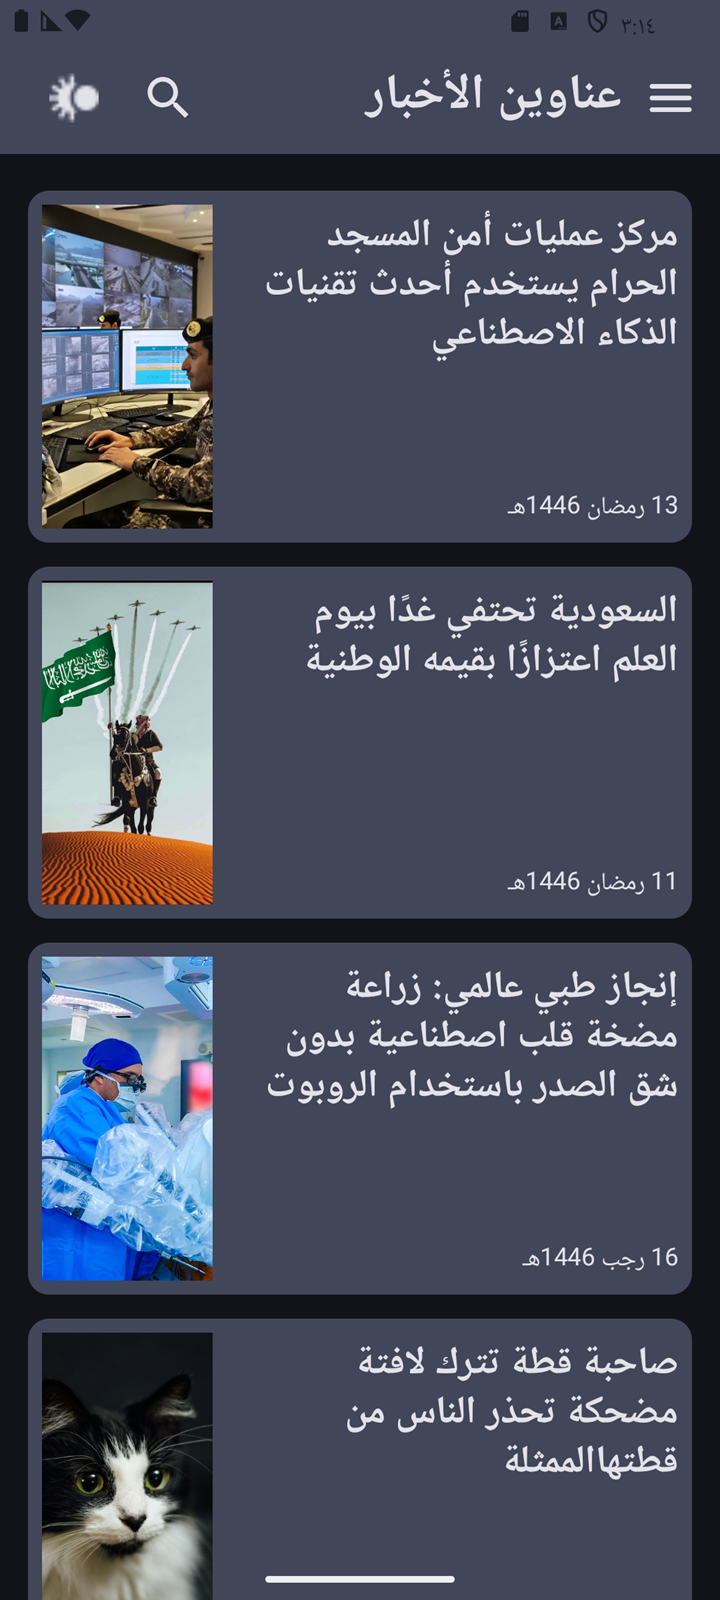 ٣:١٤
عناوين الأخبار
مركز عمليات أمن المسجد
الحرام يستخدم أحدث تقنيات
الذكاء الاصطناعي
13 رمضان 1446هـ
السعودية تحتفي غدًا بيوم
العلم اعتزازًا بقيمه الوطنية
11 رمضان 1446هـ
إنجاز طبي عالمي: زراعة
مضخة قلب اصطناعية بدون
شق الصدر باستخدام الروبوت
16 رجب 1446هـ
صاحبة قطة تترك لافتة
مضحكة تحذر الناس من
قطتهاالممثلة